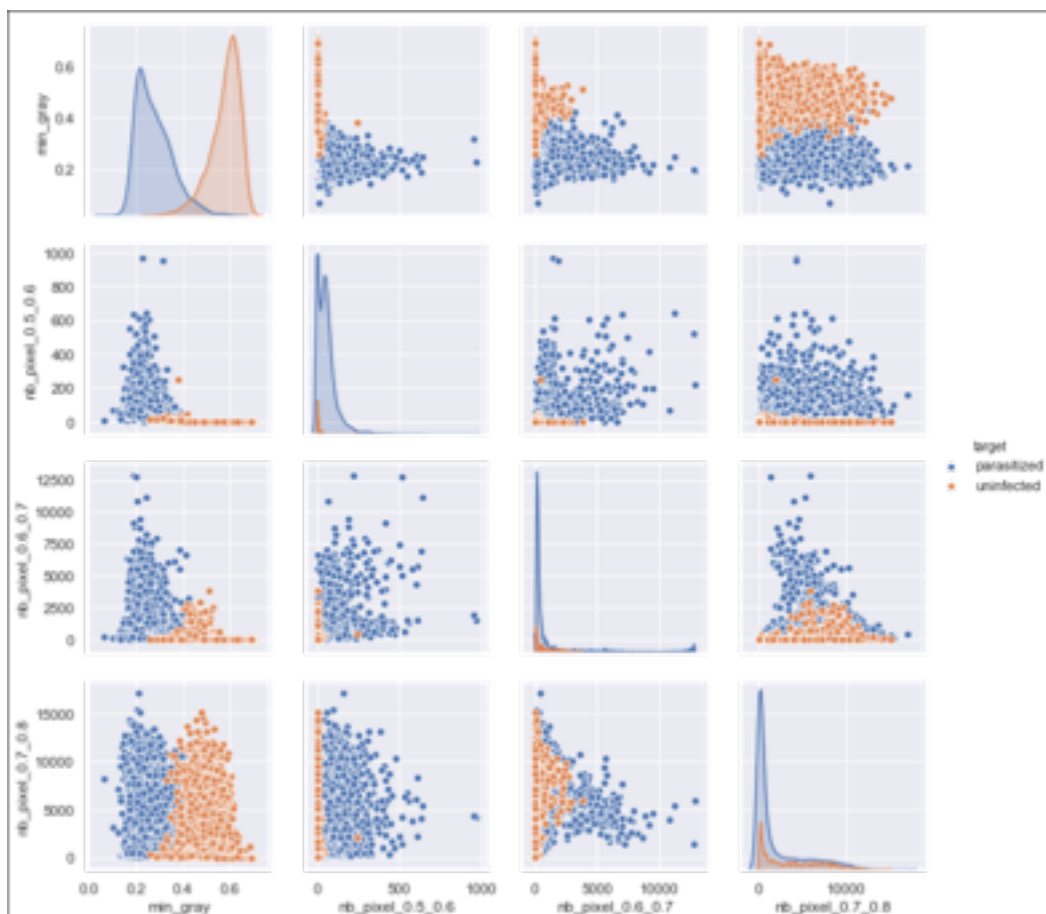 min_gray
0.6
0.4
0.2
nb_pixel_0.5_0.6
1000
800
600
400
200
0
nb_pixel_0.6_0.7
12500
10000
7500
5000
2500
0
nb_pixel_0.7_0.8
15000
10000
5000
0
0.0 0.2 0.4 0.6
min_gray
0 500 1000
nb_pixel_0.5_0.6
0 5000 10000
nb_pixel_0.6_0.7
0 10000
nb_pixel_0.7_0.8
target
parasitized
uninfected